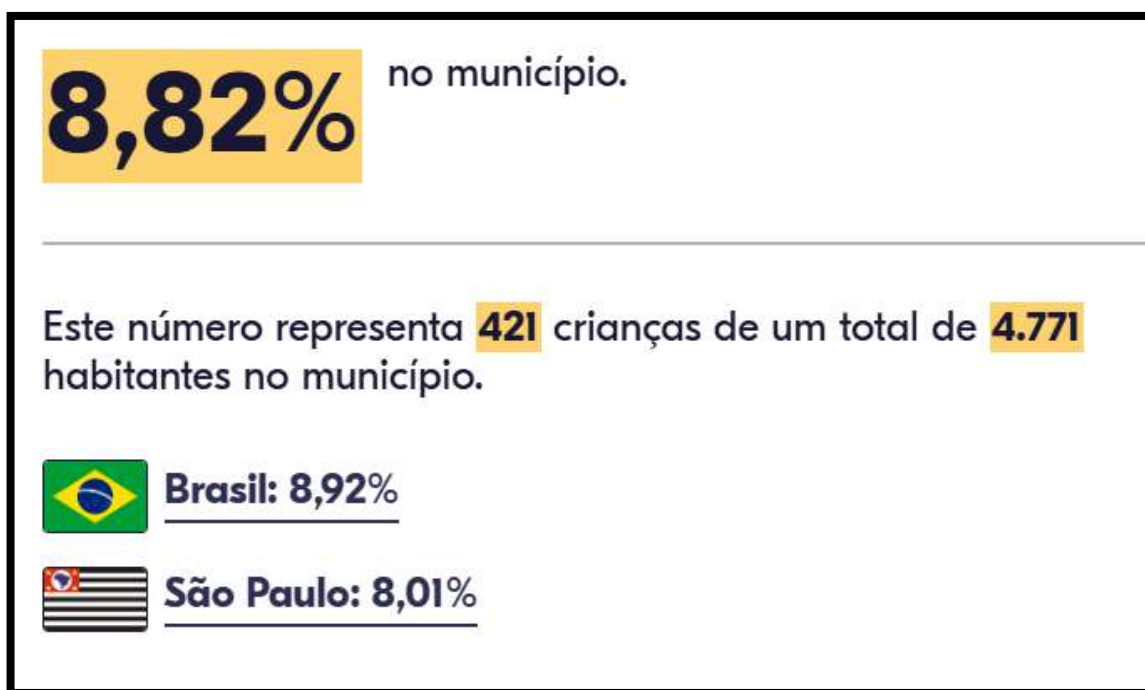 8,82% no município.
Este número representa 421 crianças de um total de 4.771
habitantes no município.
Brasil: 8,92%
São Paulo: 8,01%